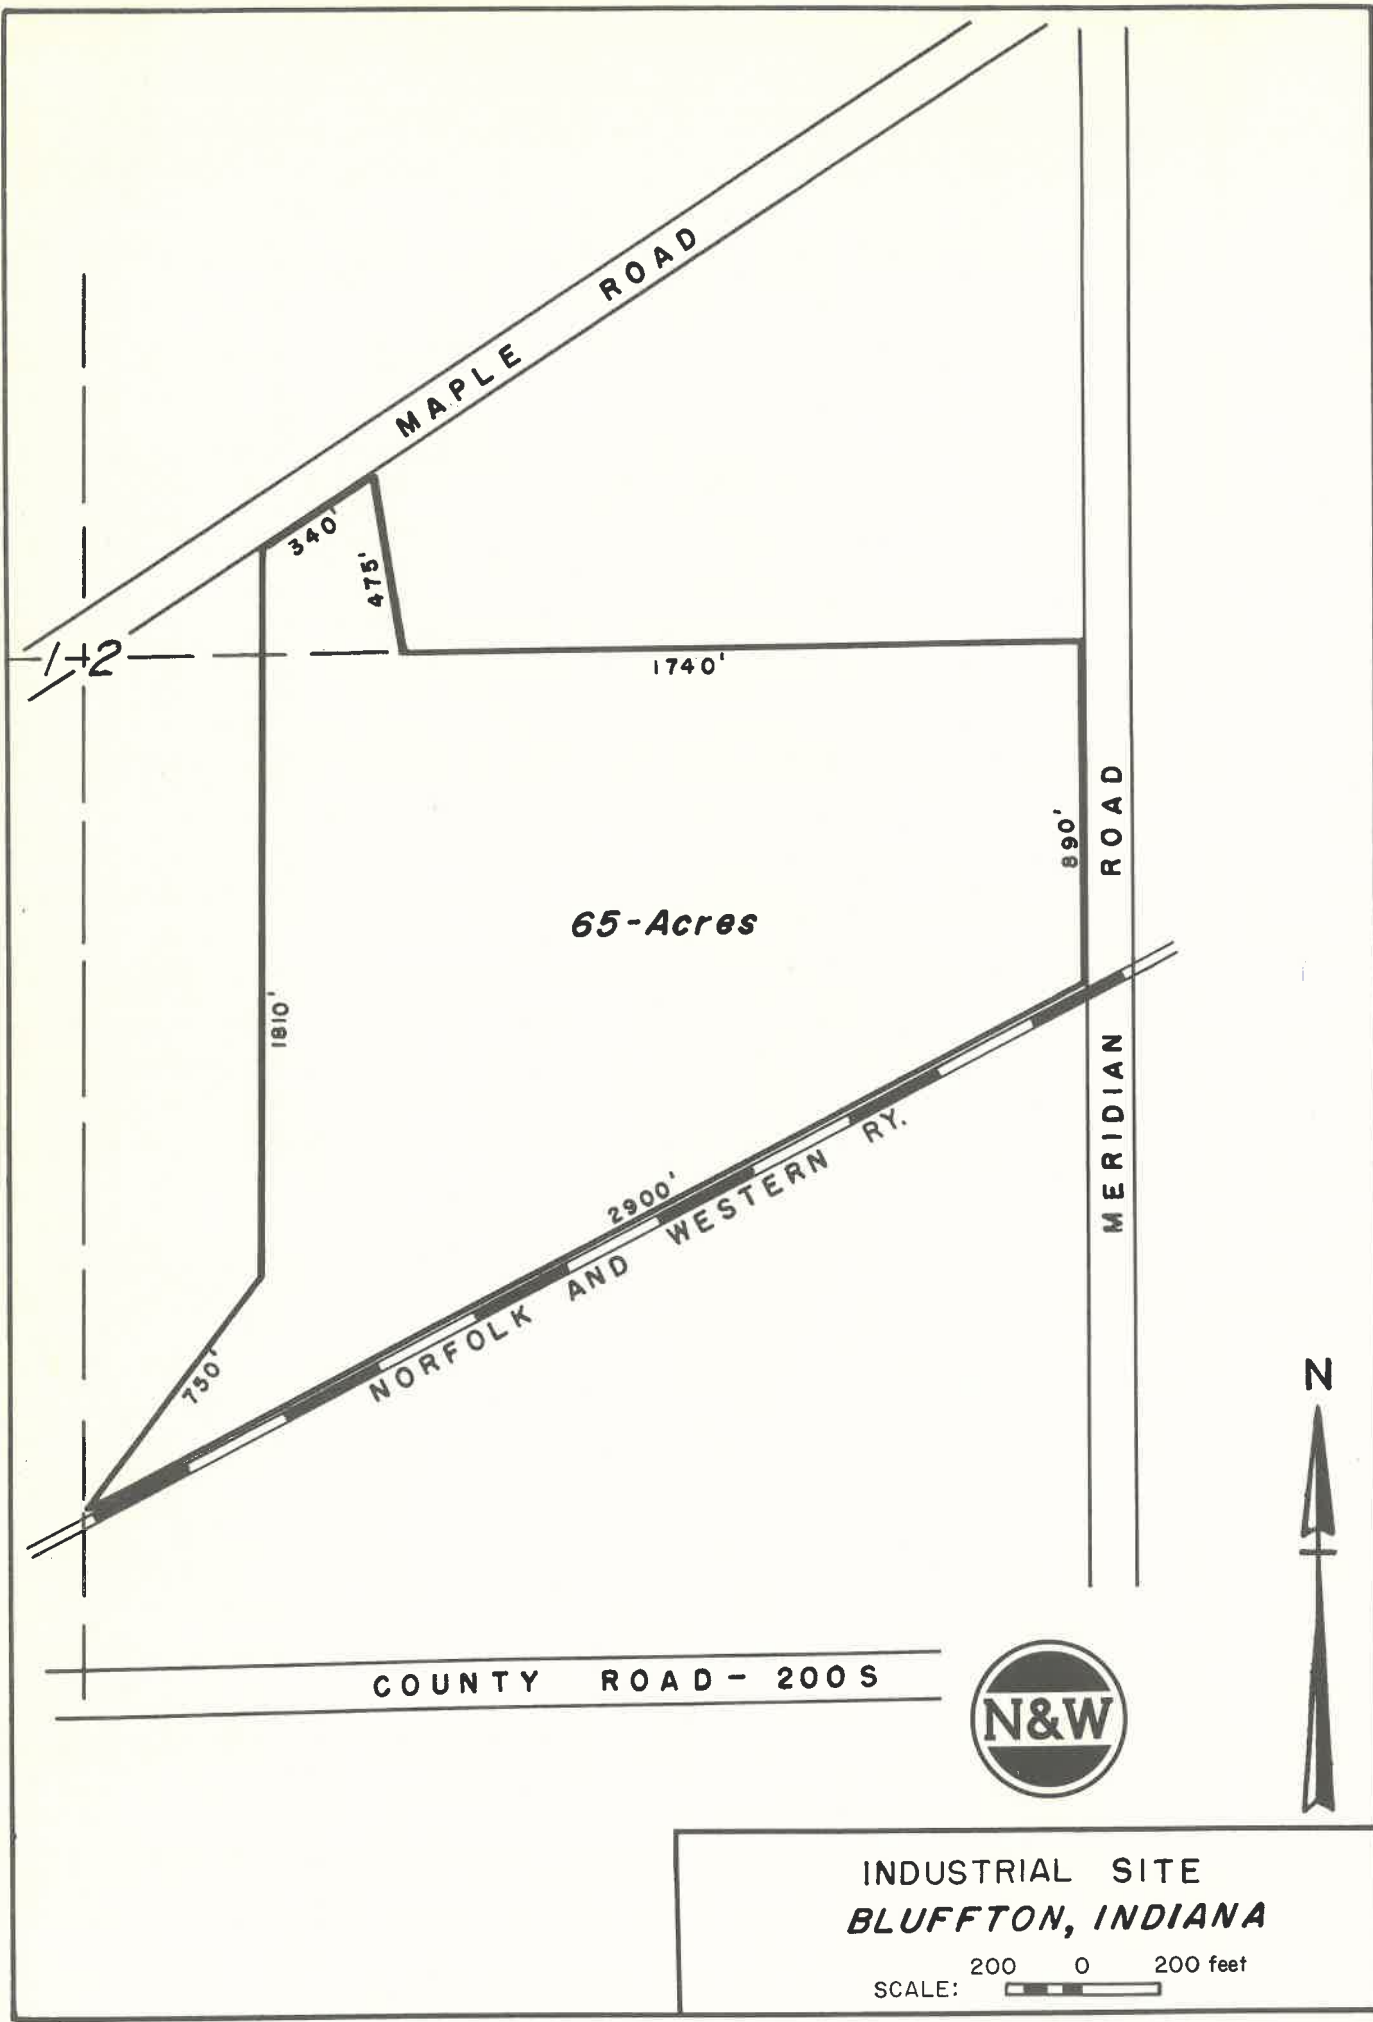 MAPLE ROAD
340'
475'
1+2
1740'
890'
MERIDIAN ROAD
65-Acres
1810'
2900'
NORFOLK AND WESTERN RY.
750'
N
COUNTY ROAD - 200 S
N&W
INDUSTRIAL SITE
BLUFFTON, INDIANA
200 0 200 feet
SCALE: